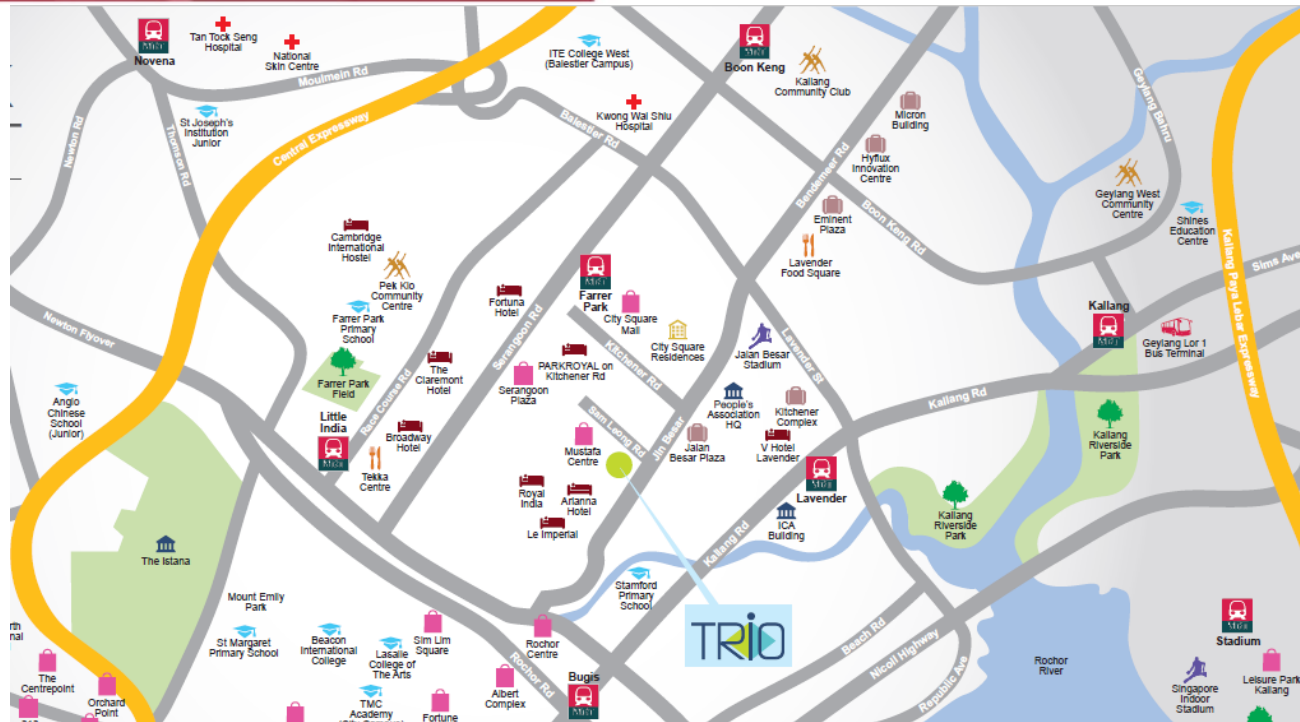 Novena
Tan Tock Seng
Hospital
National
Skin Centre
Moulmein Rd
ITE College West
(Balestier Campus)
Boon Keng
Kallang
Community Club
Micron
Building
Geylang Bahru
Newton Rd
St Joseph's
Institution
Junior
Thomson Rd
Central Expressway
Kwong Wai Shiu
Hospital
Balestier Rd
Hyflux
Innovation
Centre
Bendemeer Rd
Boon Keng Rd
Eminent
Plaza
Lavender
Food Square
Geylang West
Community
Centre
Shines
Education
Centre
Kallang Paya Lebar Expressway
Sims Ave
Cambridge
International
Hostel
Pek Kio
Community
Centre
Farrer Park
Primary
School
Fortuna
Hotel
Farrer
Park
City Square
Mall
City Square
Residences
Jalan Besar
Stadium
Lavender St
Kallang
Geylang Lor 1
Bus Terminal
Newton Flyover
Serangoon Rd
Kitchener Rd
PARKROYAL on
Kitchener Rd
Serangoon
Plaza
The
Claremont
Hotel
Farrer Park
Field
Race Course Rd
Anglo
Chinese
School
(Junior)
Little
India
Broadway
Hotel
Tekka
Centre
Sam Leong Rd
Mustafa
Centre
Jln Besar
People's
Association
HQ
Kitchener
Complex
Jalan
Besar Plaza
V Hotel
Lavender
Kallang Rd
Kallang
Riverside
Park
Lavender
Royal
India
Arianna
Hotel
Le Imperial
ICA
Building
Kallang Rd
Kallang
Riverside
Park
The Istana
Stamford
Primary
School
Mount Emily
Park
St Margaret
Primary School
Beacon
International
College
Lasalle
College of
The Arts
Sim Lim
Square
Rochor
Centre
Rochor Rd
TRIO
Beach Rd
Nicoll Highway
Republic Ave
Rochor
River
Stadium
Singapore
Indoor
Stadium
Leisure Park
Kallang
The
Centrepoint
Orchard
Point
TMC
Academy
Fortune
Albert
Complex
Bugis